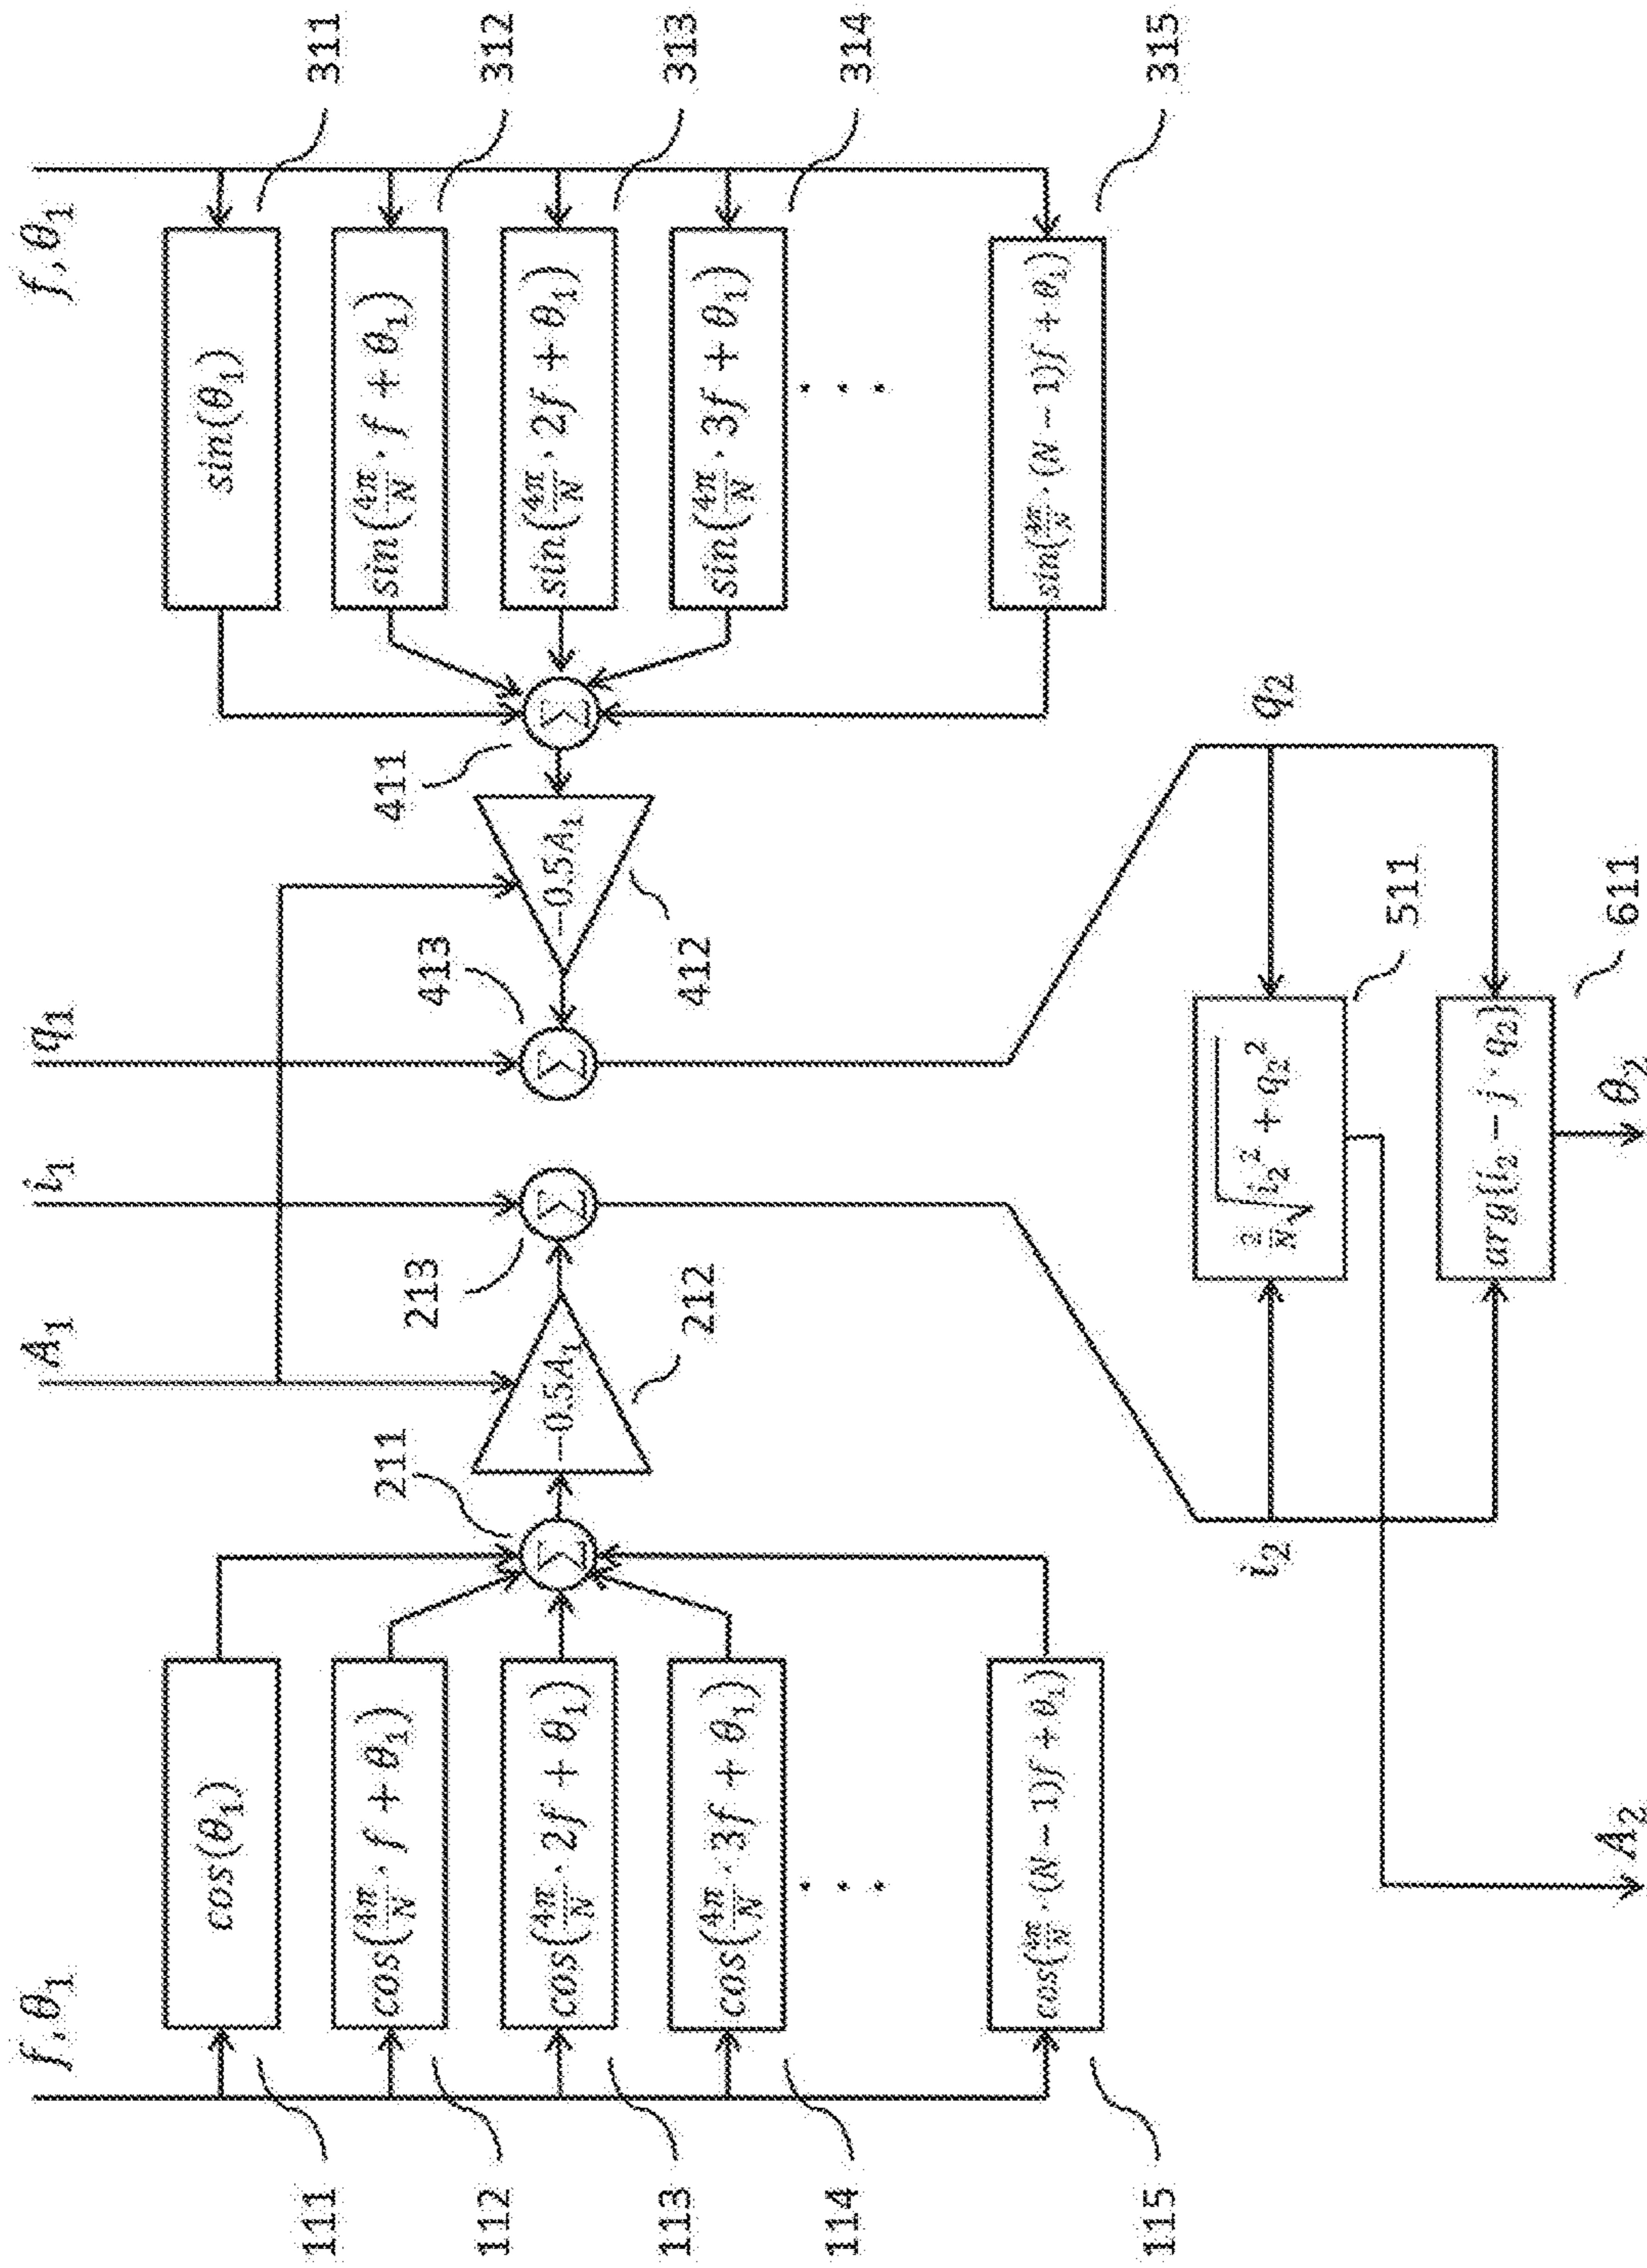 f, θ₁
A₁
i₁
q₁
f, θ₁
111
cos(θ₁)
211
213
413
411
sin(θ₁)
311
112
cos(4π/N · f + θ₁)
sin(4π/N · f + θ₁)
312
113
cos(4π/N · 2f + θ₁)
Σ
−0.5A₁
Σ
Σ
−0.5A₁
Σ
sin(4π/N · 2f + θ₁)
313
114
cos(4π/N · 3f + θ₁)
212
412
sin(4π/N · 3f + θ₁)
314
. . .
. . .
115
cos(4π/N · (N − 1)f + θ₁)
sin(4π/N · (N − 1)f + θ₁)
315
i₂
2/N √(i₂² + q₂²)
q₂
511
arg(i₂ − j · q₂)
611
A₂
θ₂